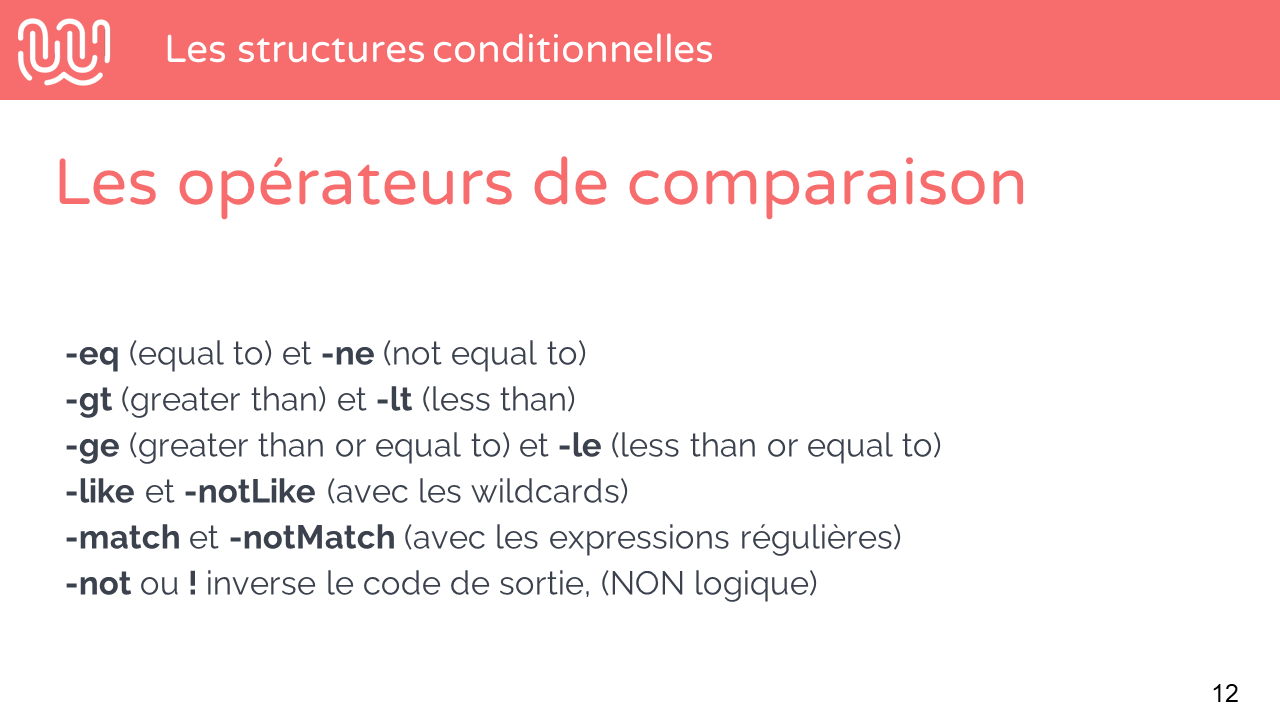 Les structures conditionnelles
Les opérateurs de comparaison
-eq (equal to) et -ne (not equal to)
-gt (greater than) et -lt (less than)
-ge (greater than or equal to) et -le (less than or equal to)
-like et -notLike (avec les wildcards)
-match et -notMatch (avec les expressions régulières)
-not ou ! inverse le code de sortie, (NON logique)
12